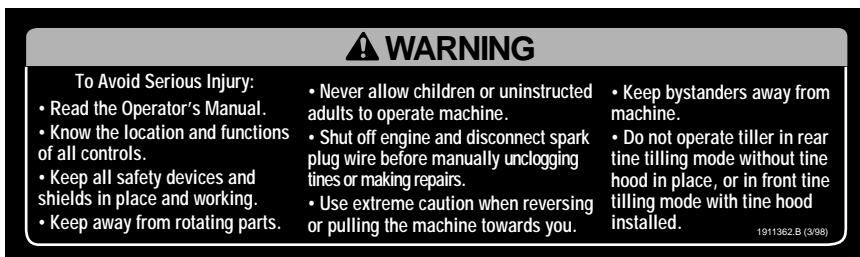 WARNING
To Avoid Serious Injury:
• Read the Operator's Manual.
• Know the location and functions
of all controls.
• Keep all safety devices and
shields in place and working.
• Keep away from rotating parts.
• Never allow children or uninstructed
adults to operate machine.
• Shut off engine and disconnect spark
plug wire before manually unclogging
tines or making repairs.
• Use extreme caution when reversing
or pulling the machine towards you.
• Keep bystanders away from
machine.
• Do not operate tiller in rear
tine tilling mode without tine
hood in place, or in front tine
tilling mode with tine hood
installed.
1911362.B (3/98)